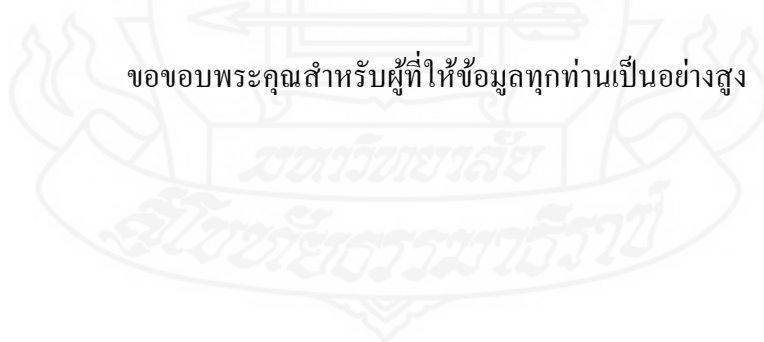 ขอขอบพระคุณสำหรับผู้ที่ให้ข้อมูลทุกท่านเป็นอย่างสูง
มหาวิทยาลัย
สุโขทัยธรรมาธิราช